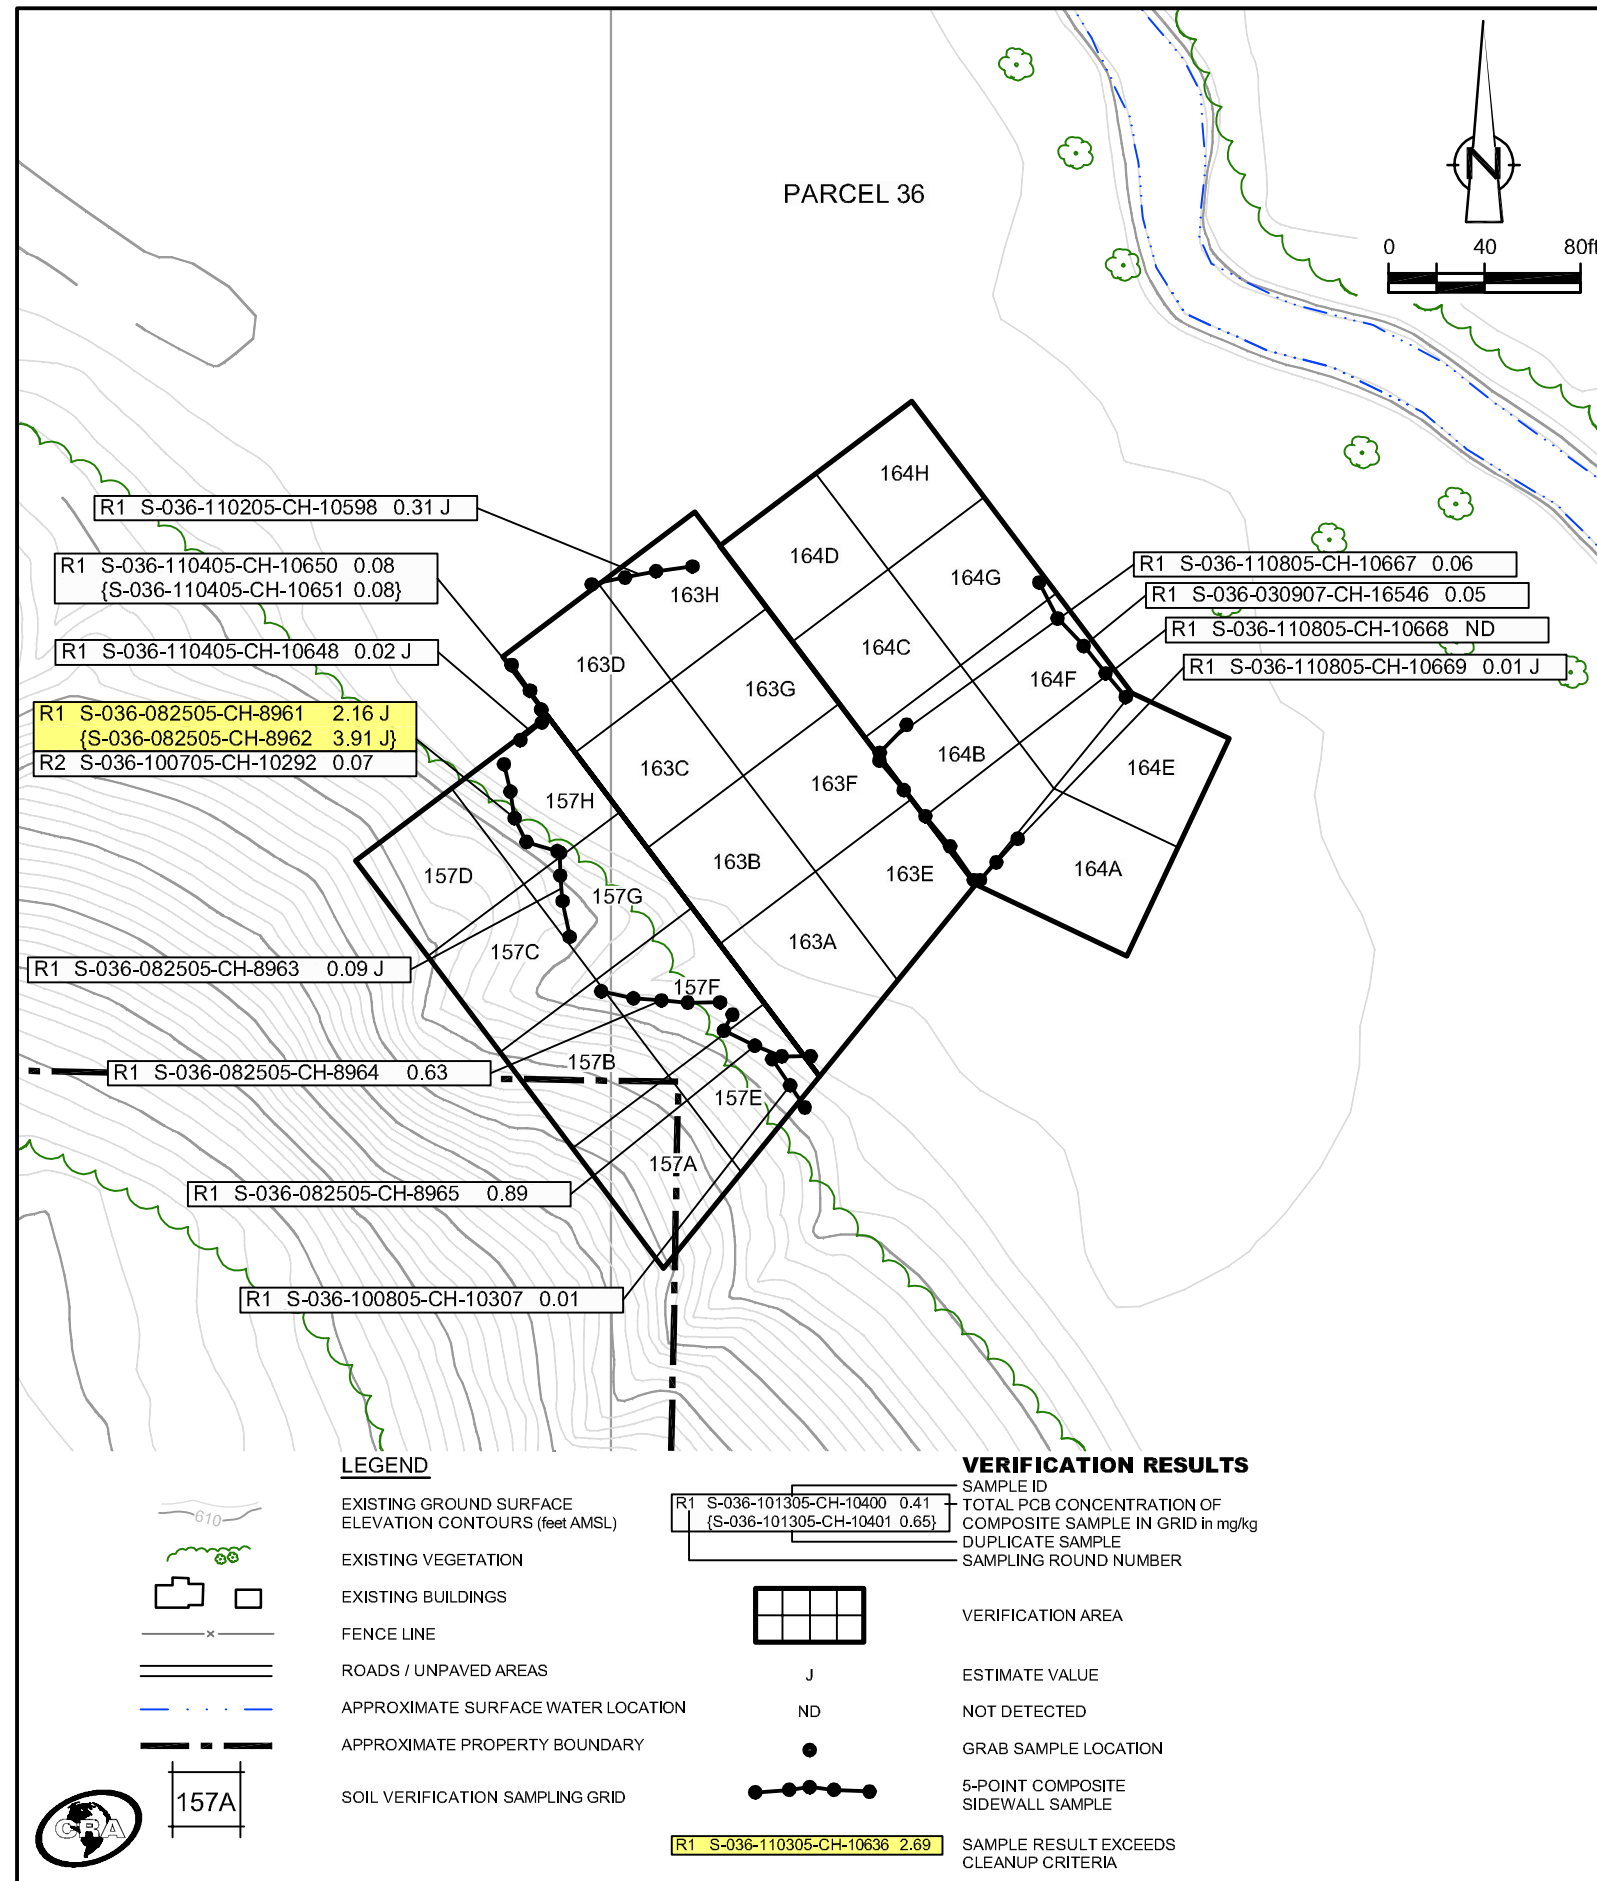 PARCEL 36
N
0 40 80ft
164H
164D
164G
164C
164F
164B
164E
164A
163H
163D
163G
163C
163F
163B
163E
163A
157H
157D
157G
157C
157F
157B
157E
157A
R1 S-036-110205-CH-10598 0.31 J
R1 S-036-110405-CH-10650 0.08
{S-036-110405-CH-10651 0.08}
R1 S-036-110405-CH-10648 0.02 J
R1 S-036-082505-CH-8961 2.16 J
{S-036-082505-CH-8962 3.91 J}
R2 S-036-100705-CH-10292 0.07
R1 S-036-082505-CH-8963 0.09 J
R1 S-036-082505-CH-8964 0.63
R1 S-036-082505-CH-8965 0.89
R1 S-036-100805-CH-10307 0.01
R1 S-036-110805-CH-10667 0.06
R1 S-036-030907-CH-16546 0.05
R1 S-036-110805-CH-10668 ND
R1 S-036-110805-CH-10669 0.01 J
LEGEND
610
EXISTING GROUND SURFACE
ELEVATION CONTOURS (feet AMSL)
EXISTING VEGETATION
EXISTING BUILDINGS
FENCE LINE
ROADS / UNPAVED AREAS
APPROXIMATE SURFACE WATER LOCATION
APPROXIMATE PROPERTY BOUNDARY
157A
SOIL VERIFICATION SAMPLING GRID
CRA
VERIFICATION RESULTS
R1 S-036-101305-CH-10400 0.41
{S-036-101305-CH-10401 0.65}
SAMPLE ID
TOTAL PCB CONCENTRATION OF
COMPOSITE SAMPLE IN GRID in mg/kg
DUPLICATE SAMPLE
SAMPLING ROUND NUMBER
VERIFICATION AREA
J ESTIMATE VALUE
ND NOT DETECTED
GRAB SAMPLE LOCATION
5-POINT COMPOSITE
SIDEWALL SAMPLE
R1 S-036-110305-CH-10636 2.69
SAMPLE RESULT EXCEEDS
CLEANUP CRITERIA